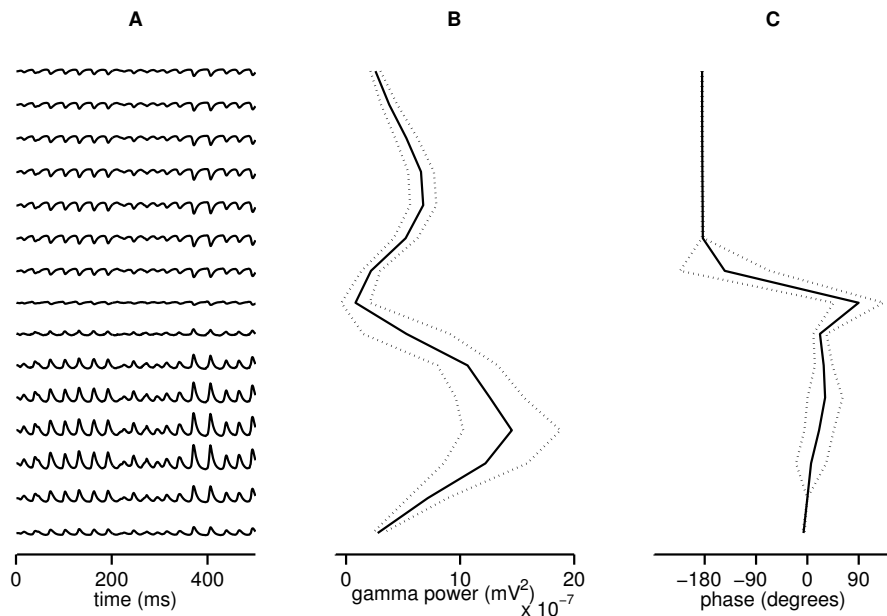 A B C
0 200 400
time (ms)
0 10 20
gamma power (mV²)
x 10⁻⁷
−180 −90 0 90
phase (degrees)